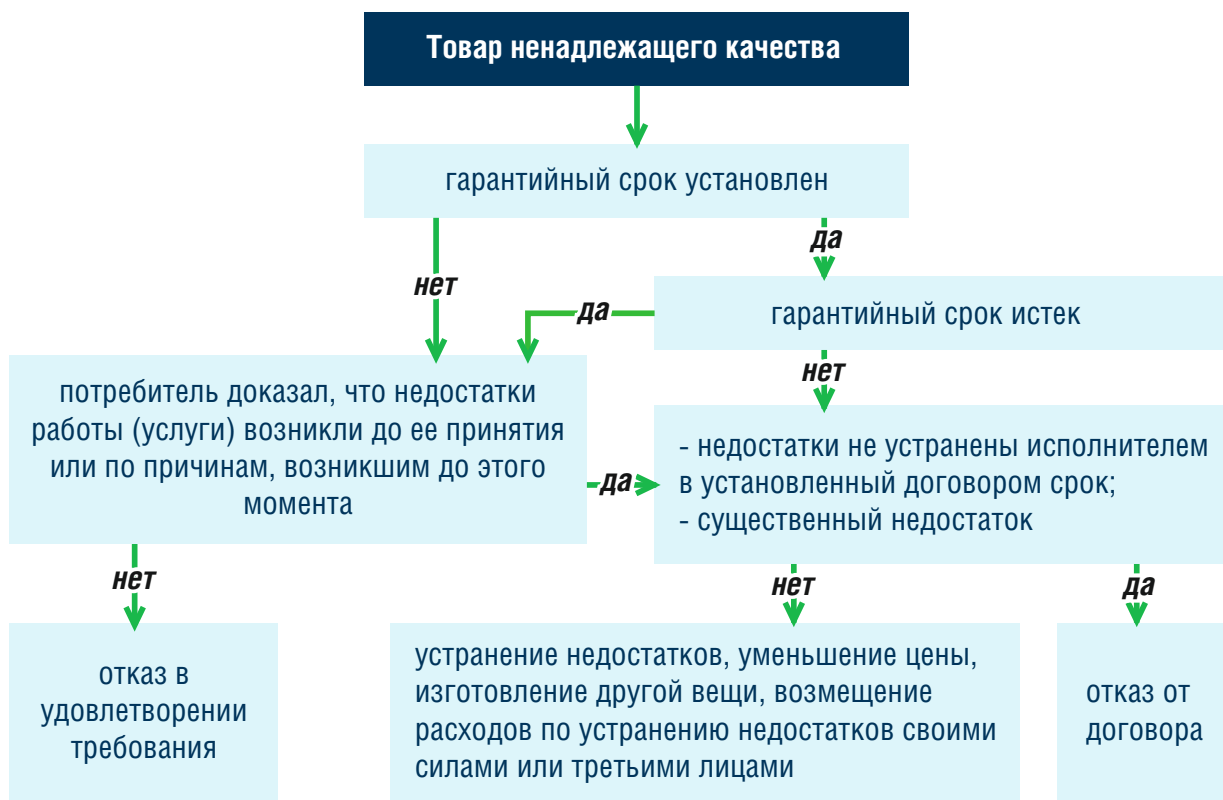 Товар ненадлежащего качества
гарантийный срок установлен
да
нет
гарантийный срок истек
да
нет
потребитель доказал, что недостатки
работы (услуги) возникли до ее принятия
или по причинам, возникшим до этого
момента
да
- недостатки не устранены исполнителем
в установленный договором срок;
- существенный недостаток
нет
нет
да
отказ в
удовлетворении
требования
устранение недостатков, уменьшение цены,
изготовление другой вещи, возмещение
расходов по устранению недостатков своими
силами или третьими лицами
отказ от
договора